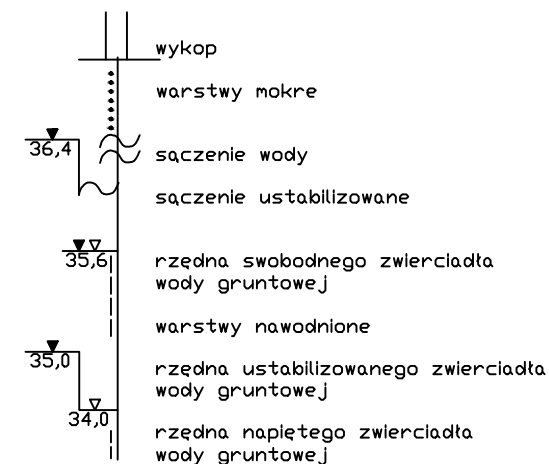 wykop
warstwy mokre
36,4
sączenie wody
sączenie ustabilizowane
35,6
rzędna swobodnego zwierciadła
wody gruntowej
warstwy nawodnione
35,0
rzędna ustabilizowanego zwierciadła
wody gruntowej
34,0
rzędna napiętego zwierciadła
wody gruntowej